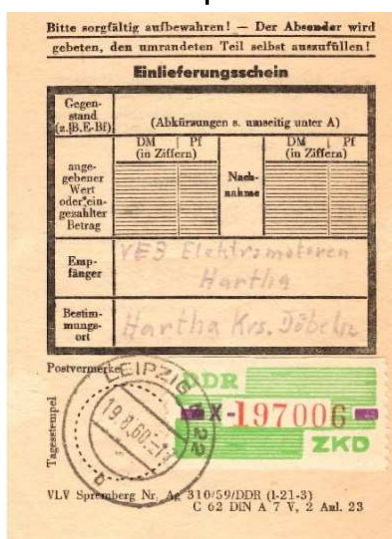 Bitte sorgfältig aufbewahren! — Der Absender wird
gebeten, den umrandeten Teil selbst auszufüllen!
Einlieferungsschein
Gegen-
stand
(z.B.E-Bf)
(Abkürzungen s. umseitig unter A)
ange-
gebener
Wert
oder ein-
gezahlter
Betrag
DM | Pf
(in Ziffern)
Nach-
nahme
DM | Pf
(in Ziffern)
Emp-
fänger
VEB Elektromotoren
Hartha
Bestim-
mungs-
ort
Hartha Krs. Döbeln
Postvermerke
Tagesstempel
LEIPZIG 22
19.8.60
b
DDR
X-197006
ZKD
VLV Spremberg Nr. Ag 310/59/DDR (I-21-3)
C 62 DIN A 7 V, 2 Anl. 23